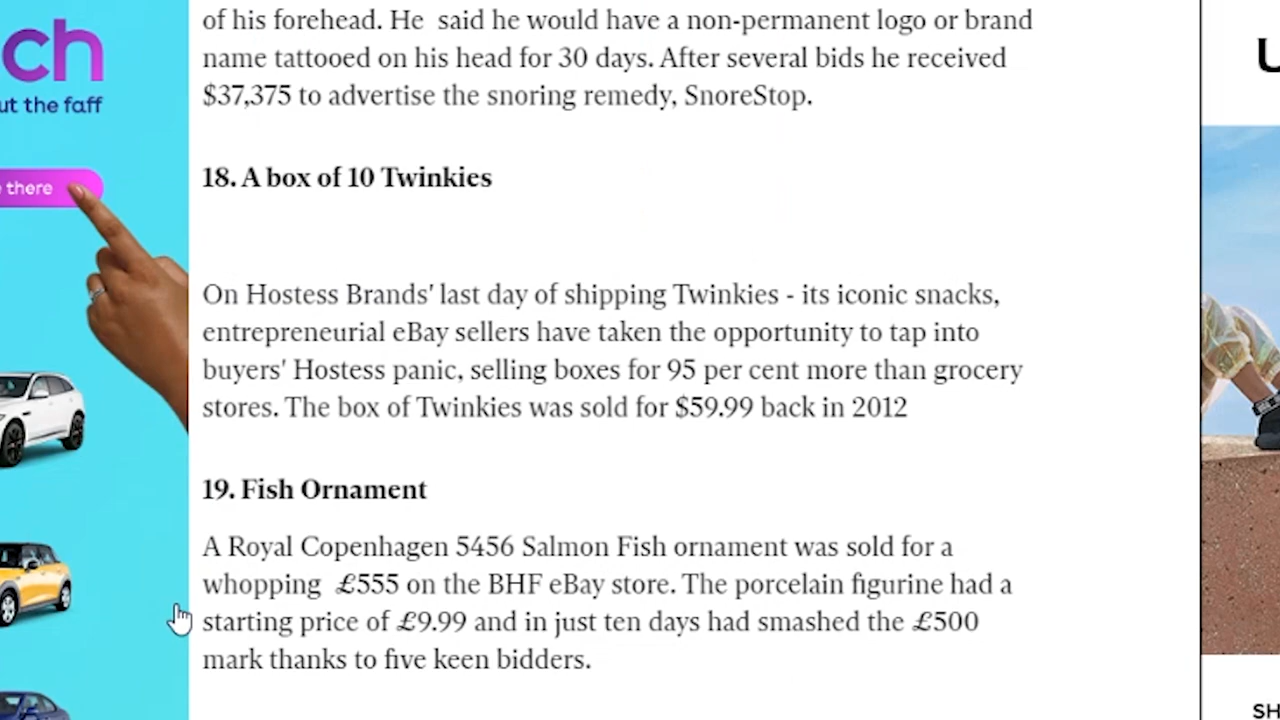 of his forehead. He said he would have a non-permanent logo or brand
name tattooed on his head for 30 days. After several bids he received
$37,375 to advertise the snoring remedy, SnoreStop.
18. A box of 10 Twinkies
On Hostess Brands' last day of shipping Twinkies - its iconic snacks,
entrepreneurial eBay sellers have taken the opportunity to tap into
buyers' Hostess panic, selling boxes for 95 per cent more than grocery
stores. The box of Twinkies was sold for $59.99 back in 2012
19. Fish Ornament
A Royal Copenhagen 5456 Salmon Fish ornament was sold for a
whopping £555 on the BHF eBay store. The porcelain figurine had a
starting price of £9.99 and in just ten days had smashed the £500
mark thanks to five keen bidders.
ch
ut the faff
there
U
SH